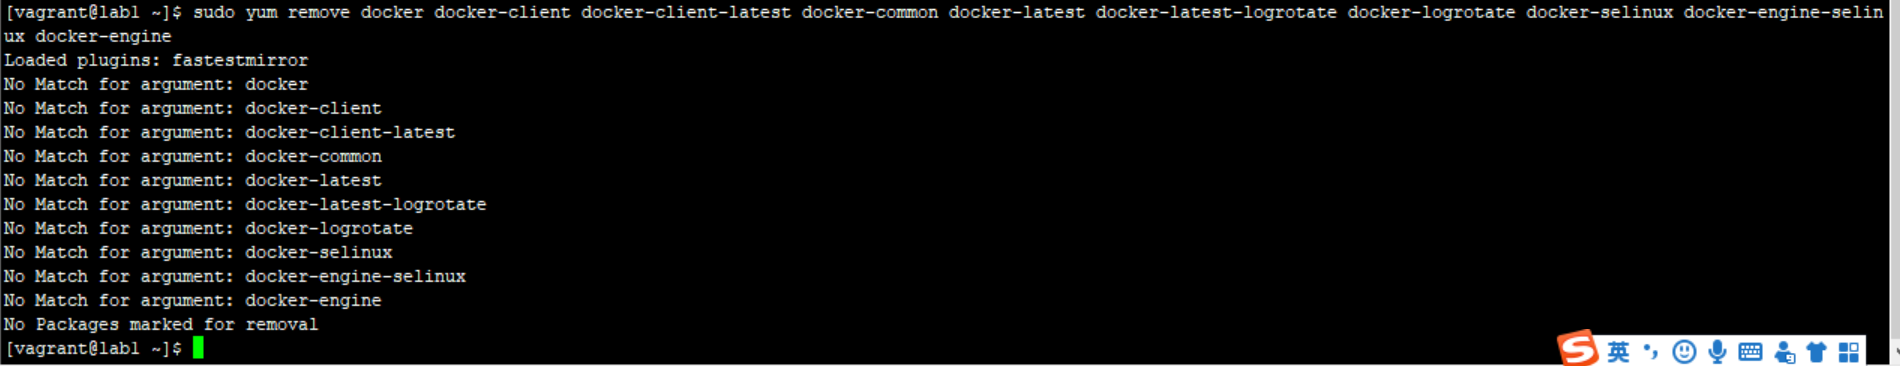 [vagrant@lab1 ~]$ sudo yum remove docker docker-client docker-client-latest docker-common docker-latest docker-latest-logrotate docker-logrotate docker-selinux docker-engine-selin
ux docker-engine
Loaded plugins: fastestmirror
No Match for argument: docker
No Match for argument: docker-client
No Match for argument: docker-client-latest
No Match for argument: docker-common
No Match for argument: docker-latest
No Match for argument: docker-latest-logrotate
No Match for argument: docker-logrotate
No Match for argument: docker-selinux
No Match for argument: docker-engine-selinux
No Match for argument: docker-engine
No Packages marked for removal
[vagrant@lab1 ~]$
S 英 •,